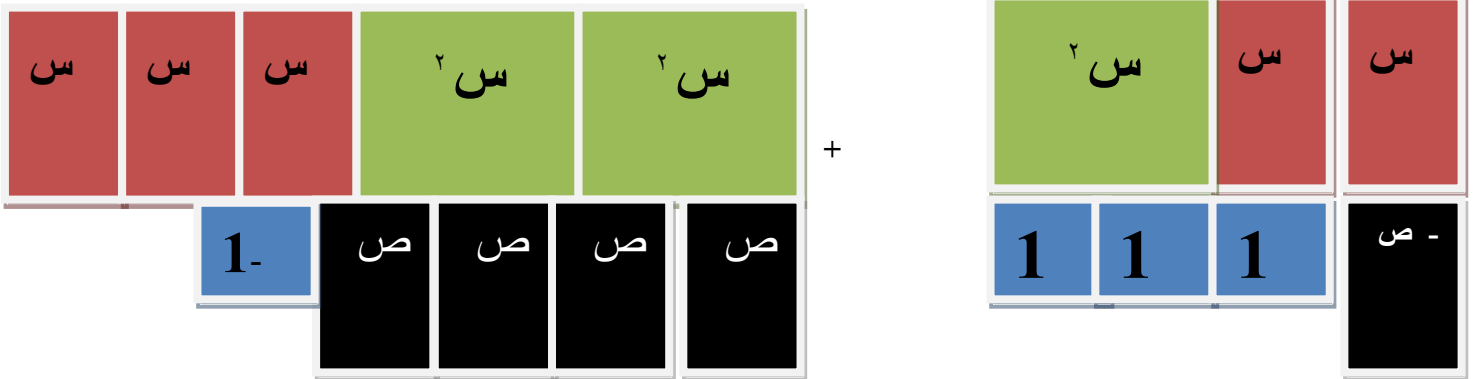 س س س٢ + س٢ س٢ س س س
- ص 1 1 1 ص ص ص ص -1